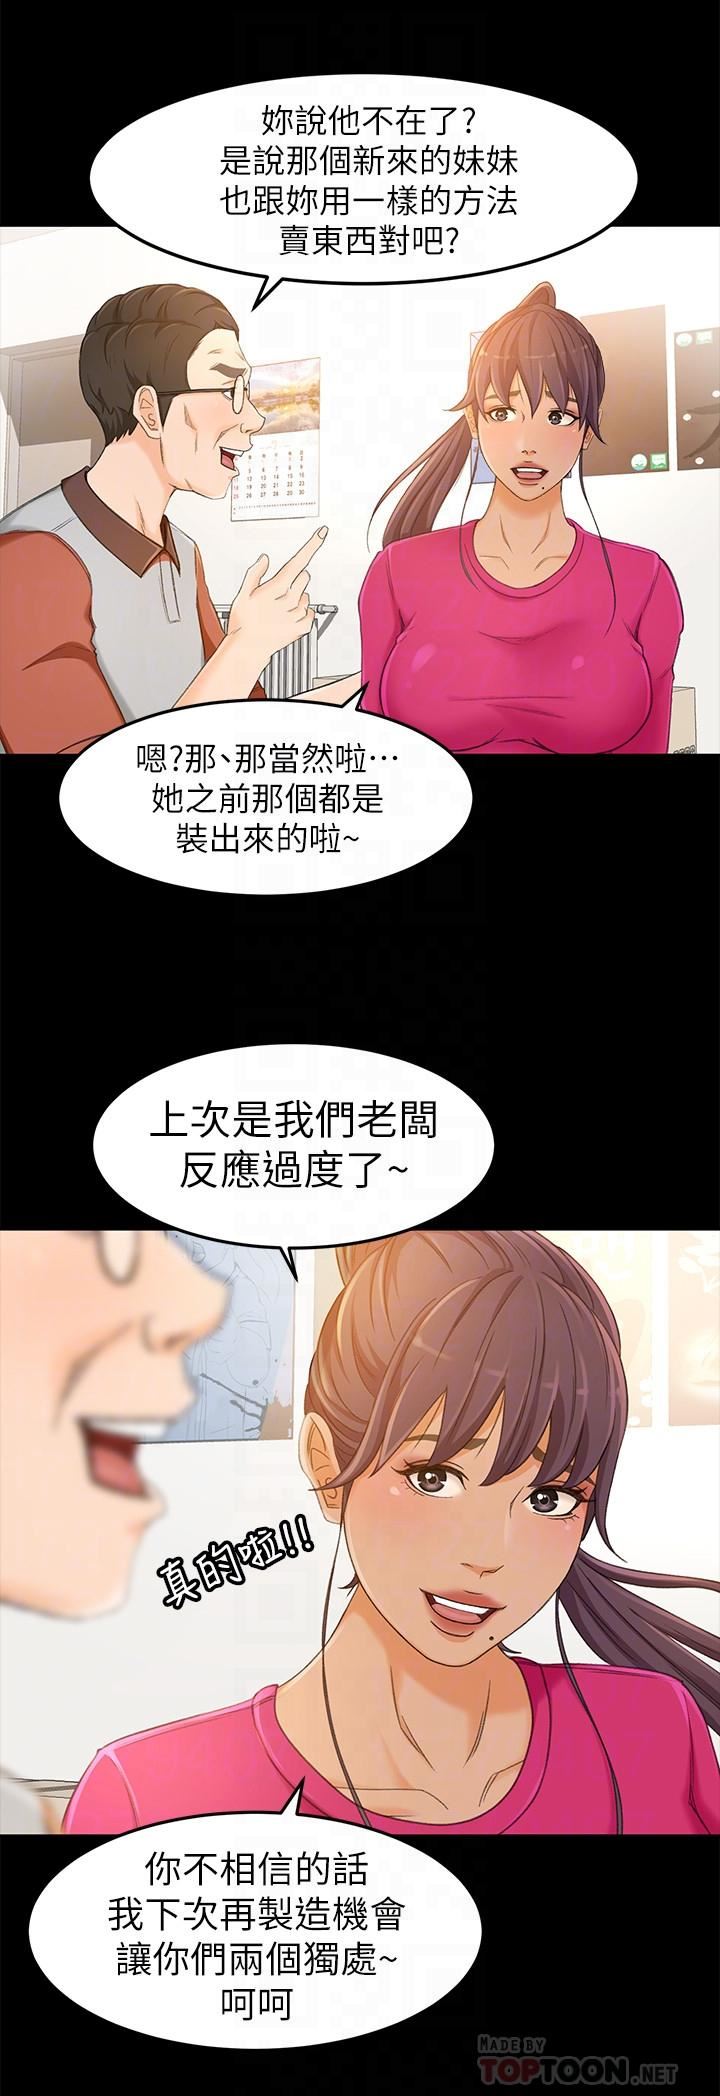 妳說他不在了?
是說那個新來的妹妹
也跟妳用一樣的方法
賣東西對吧?
嗯?那、那當然啦…
她之前那個都是
裝出來的啦~
上次是我們老闆
反應過度了~
真的啦!!
你不相信的話
我下次再製造機會
讓你們兩個獨處~
呵呵
MADE BY
TOPTOON.NET